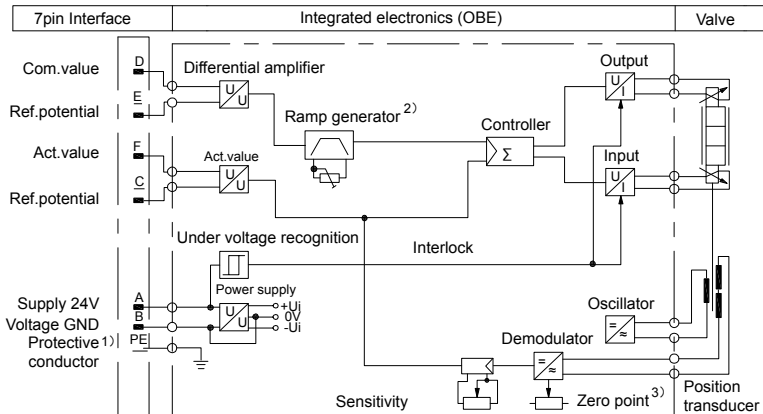 7pin Interface Integrated electronics (OBE) Valve
Com.value D Differential amplifier Output
U U
U I
Ref.potential E
Ramp generator 2)
Controller
Σ
Act.value F Act.value Input
U U
U I
Ref.potential C
Under voltage recognition Interlock
Supply 24V A Power supply
+Uj
Voltage GND B U U 0V
-Uj
Protective 1) PE
conductor
Oscillator
= ≈
Demodulator
= ≈
Sensitivity Zero point 3) Position
transducer